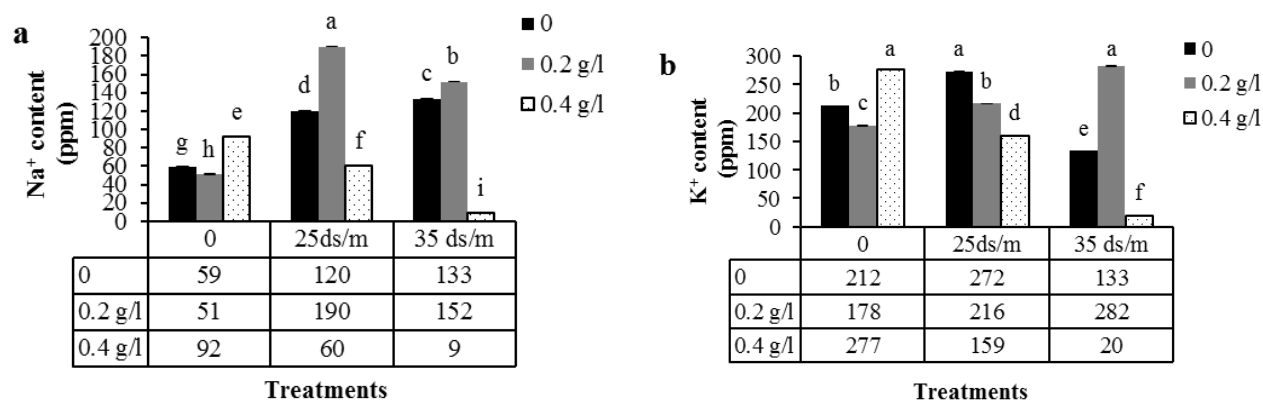 a
Na⁺ content
(ppm)
200
180
160
140
120
100
80
60
40
20
0
g h e
d a f
c b i
0
0.2 g/l
0.4 g/l
0 25ds/m 35 ds/m
0 59 120 133
0.2 g/l 51 190 152
0.4 g/l 92 60 9
Treatments
b
K⁺ content
(ppm)
300
250
200
150
100
50
0
b c a
a b d
e a f
0
0.2 g/l
0.4 g/l
0 25ds/m 35 ds/m
0 212 272 133
0.2 g/l 178 216 282
0.4 g/l 277 159 20
Treatments